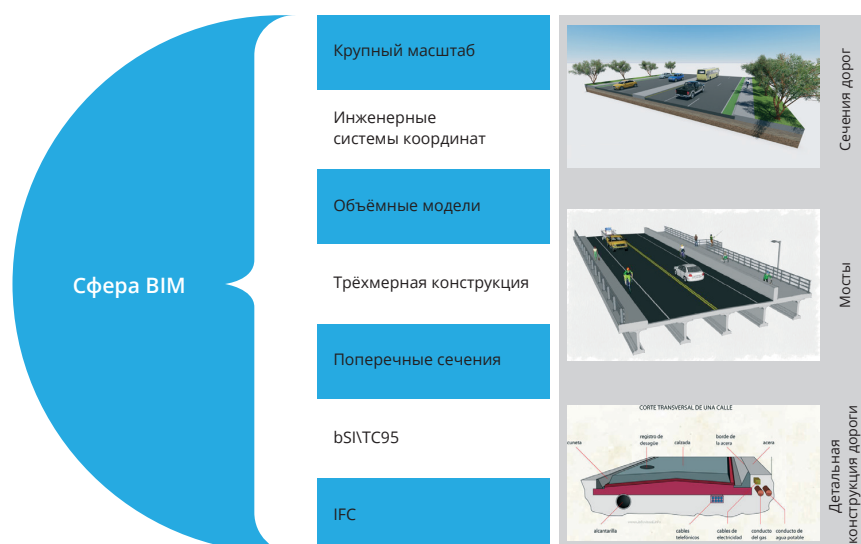 Сфера BIM
Крупный масштаб
Инженерные
системы координат
Объёмные модели
Трёхмерная конструкция
Поперечные сечения
bSI\TC95
IFC
Сечения дорог
Мосты
CORTE TRANSVERSAL DE UNA CALLE
cuneta
registro de
desagüe
calzada
borde de
la acera
acera
alcantarilla
cables
telefónicos
cables de
electricidad
conducto
del gas
conducto de
agua potable
Детальная
конструкция дороги